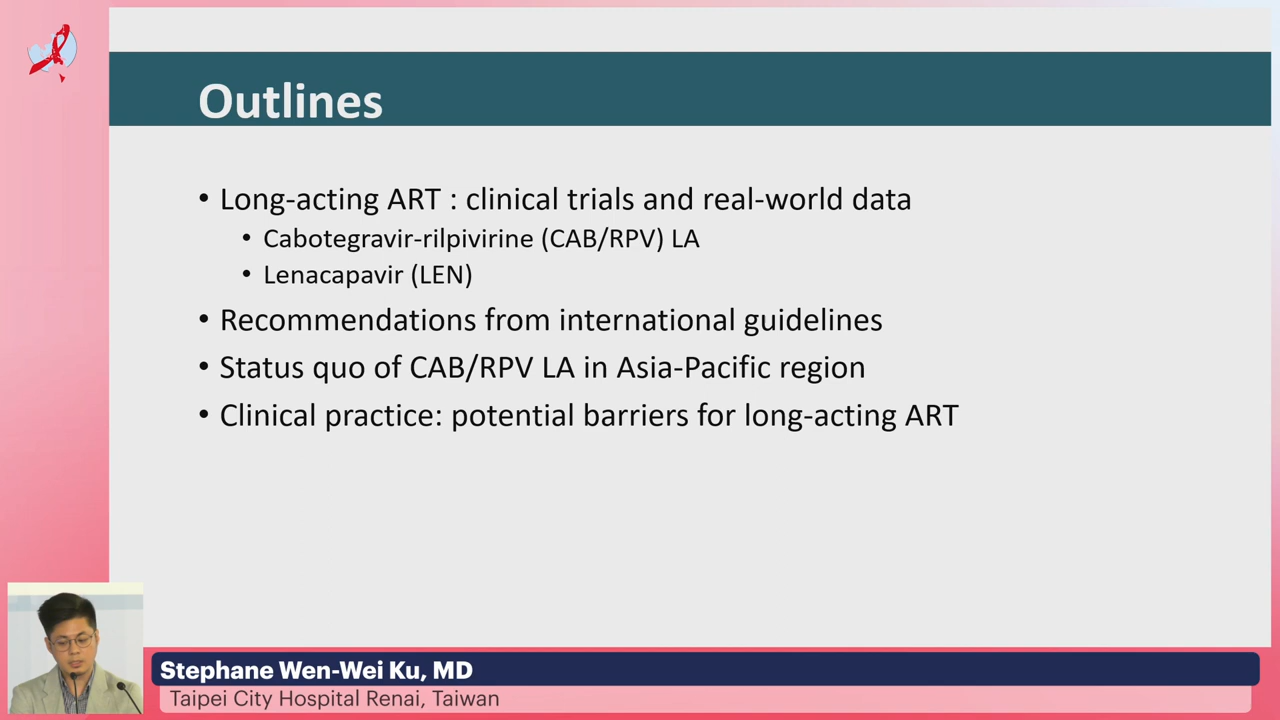 Outlines
• Long-acting ART : clinical trials and real-world data
• Cabotegravir-rilpivirine (CAB/RPV) LA
• Lenacapavir (LEN)
• Recommendations from international guidelines
• Status quo of CAB/RPV LA in Asia-Pacific region
• Clinical practice: potential barriers for long-acting ART
Stephane Wen-Wei Ku, MD
Taipei City Hospital Renai, Taiwan